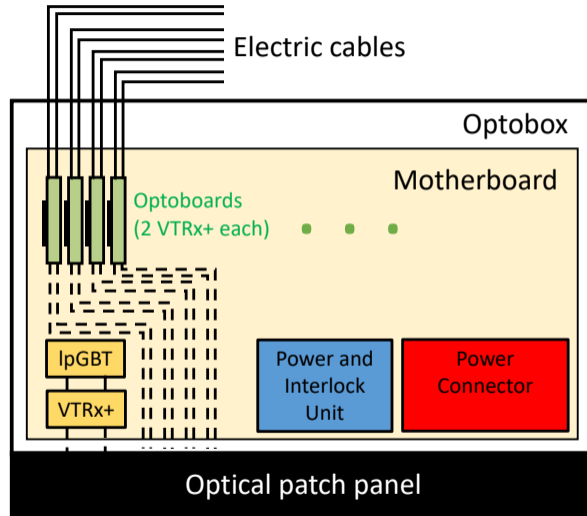 Electric cables
Optobox
Motherboard
Optoboards
(2 VTRx+ each)
lpGBT
VTRx+
Power and
Interlock
Unit
Power
Connector
Optical patch panel